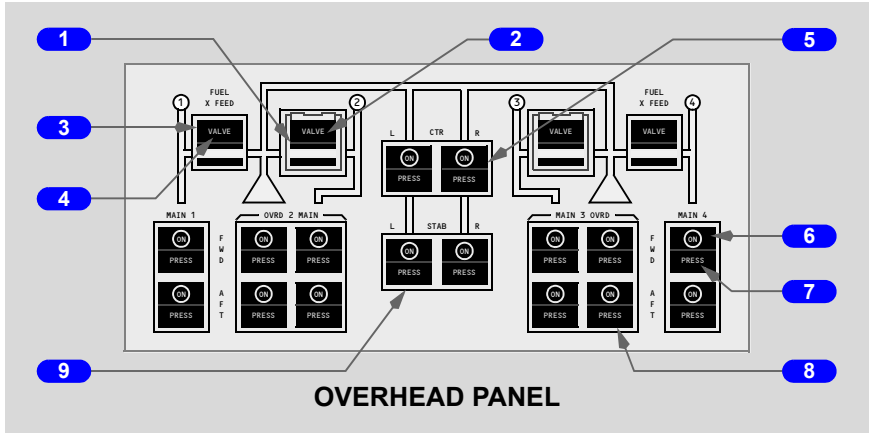 1 2 5
1 FUEL X FEED 2 3 FUEL X FEED 4
3 VALVE VALVE L CTR R VALVE VALVE
ON ON
4 PRESS PRESS
MAIN 1 OVRD 2 MAIN L STAB R MAIN 3 OVRD MAIN 4
ON FWD ON ON ON ON ON ON FWD ON 6
PRESS PRESS PRESS PRESS PRESS PRESS PRESS PRESS 7
ON AFT ON ON ON ON AFT ON
PRESS PRESS PRESS PRESS PRESS PRESS
9 8
OVERHEAD PANEL